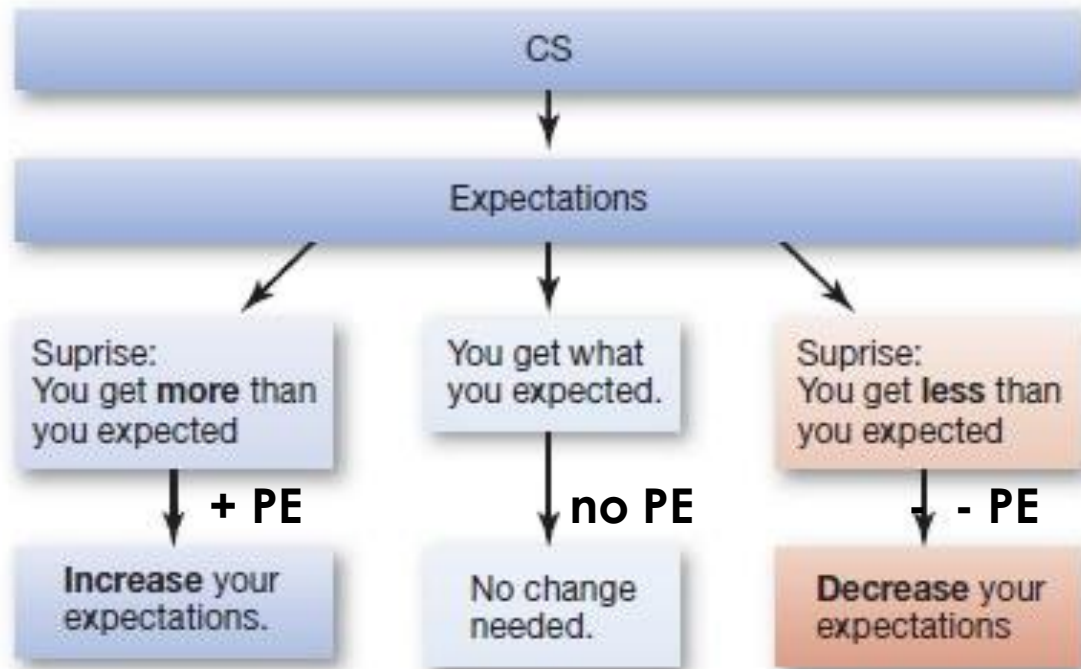 CS
Expectations
Suprise:
You get more than
you expected
You get what
you expected.
Suprise:
You get less than
you expected
+ PE
no PE
- - PE
Increase your
expectations.
No change
needed.
Decrease your
expectations